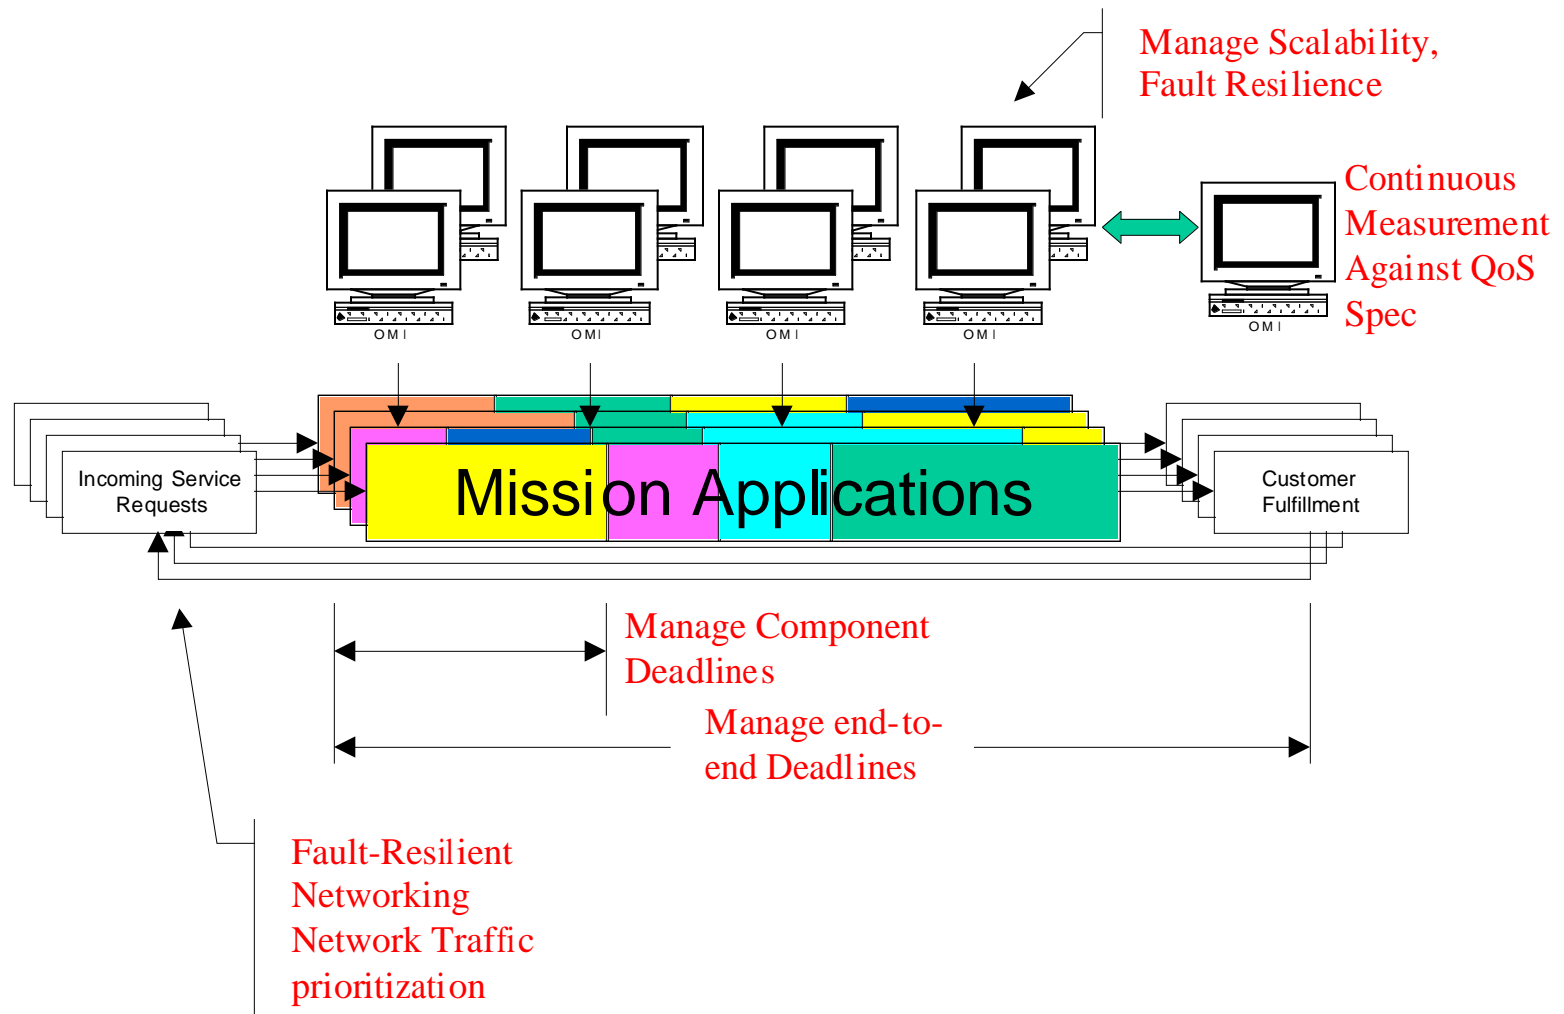 Manage Scalability,
Fault Resilience
Continuous
Measurement
Against QoS
Spec
OMI
OMI
OMI
OMI
OMI
Incoming Service
Requests
Mission Applications
Customer
Fulfillment
Manage Component
Deadlines
Manage end-to-
end Deadlines
Fault-Resilient
Networking
Network Traffic
prioritization